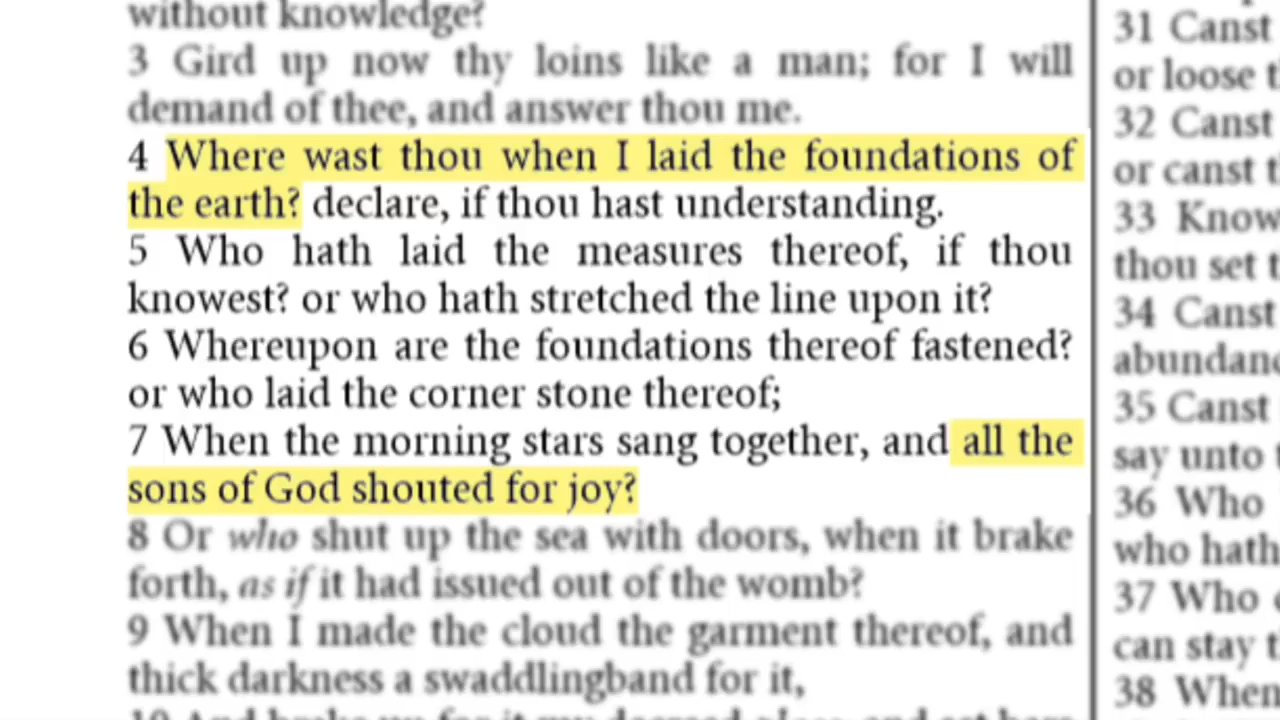 without knowledge?
3 Gird up now thy loins like a man; for I will
demand of thee, and answer thou me.
4 Where wast thou when I laid the foundations of
the earth? declare, if thou hast understanding.
5 Who hath laid the measures thereof, if thou
knowest? or who hath stretched the line upon it?
6 Whereupon are the foundations thereof fastened?
or who laid the corner stone thereof;
7 When the morning stars sang together, and all the
sons of God shouted for joy?
8 Or who shut up the sea with doors, when it brake
forth, as if it had issued out of the womb?
9 When I made the cloud the garment thereof, and
thick darkness a swaddlingband for it,
31 Canst
or loose
32 Canst
or canst
33 Know
thou set
34 Canst
35 Canst
say unto
36 Who
who hath
37 Who
can stay
38 When